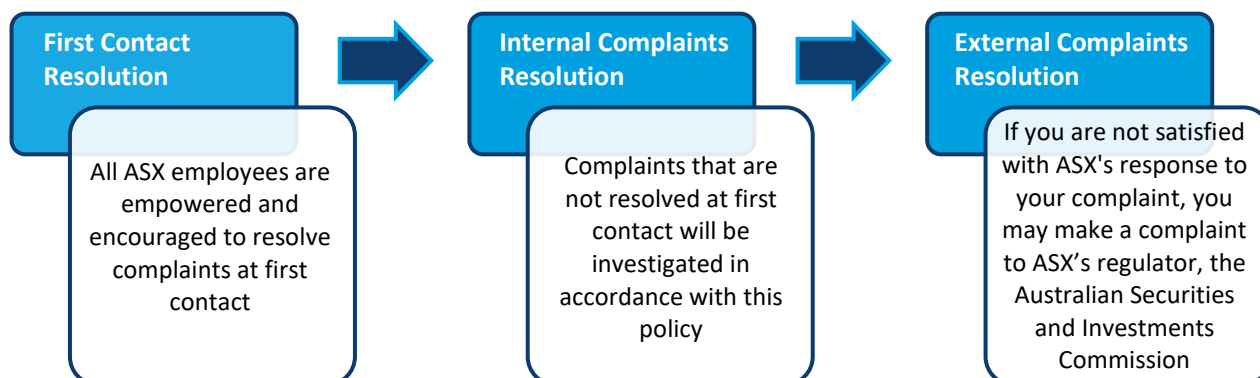 First Contact
Resolution
All ASX employees are
empowered and
encouraged to resolve
complaints at first
contact
Internal Complaints
Resolution
Complaints that are
not resolved at first
contact will be
investigated in
accordance with this
policy
External Complaints
Resolution
If you are not satisfied
with ASX's response to
your complaint, you
may make a complaint
to ASX’s regulator, the
Australian Securities
and Investments
Commission